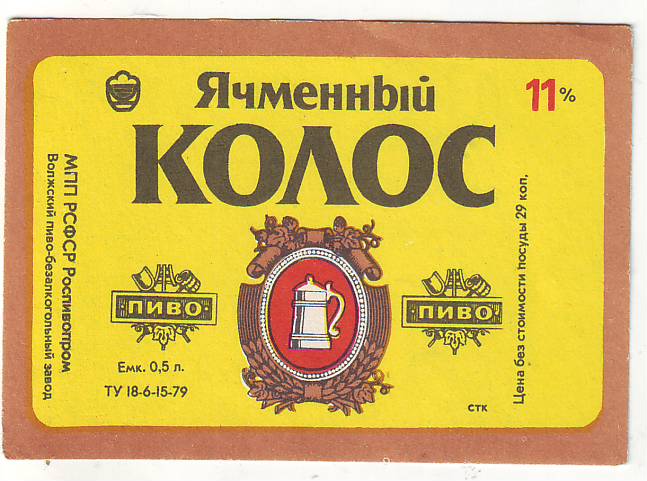 Ячменный
КОЛОС
11%
МПП РСФСР Роспивопром
Волжский пиво-безалкогольный завод
ПИВО
Емк. 0,5 л.
ТУ 18-6-15-79
ПИВО
Цена без стоимости посуды 29 коп.
СТК